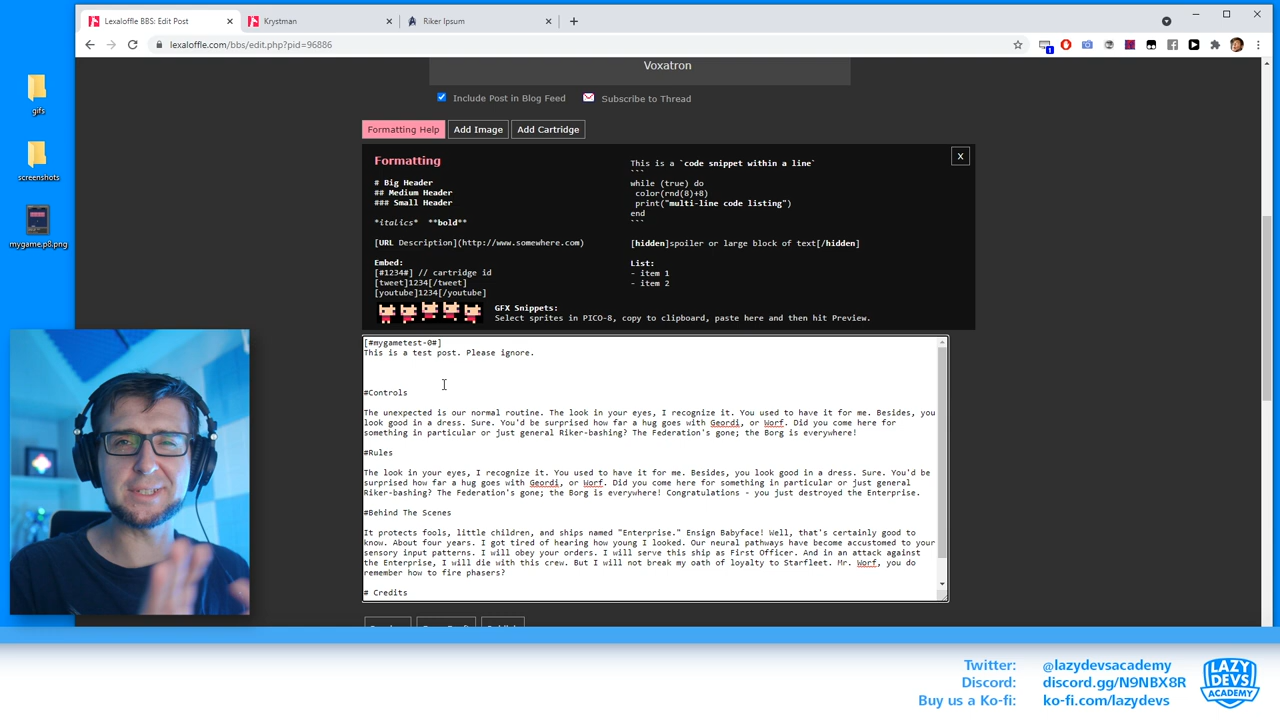 Lexaloffle BBS: Edit Post
Krystman
Riker Ipsum
lexaloffle.com/bbs/edit.php?pid=96886
1
gifs
screenshots
mygame.p8.png
Voxatron
Include Post in Blog Feed
Subscribe to Thread
Formatting Help
Add Image
Add Cartridge
X
Formatting
# Big Header
## Medium Header
### Small Header
*italics* **bold**
[URL Description](http://www.somewhere.com)
Embed:
[#1234#] // cartridge id
[tweet]1234[/tweet]
[youtube]1234[/youtube]
This is a `code snippet within a line`
```
while (true) do
color(rnd(8)+8)
print("multi-line code listing")
end
```
[hidden]spoiler or large block of text[/hidden]
List:
- item 1
- item 2
GFX Snippets:
Select sprites in PICO-8, copy to clipboard, paste here and then hit Preview.
[#mygametest-0#]
This is a test post. Please ignore.
#Controls
The unexpected is our normal routine. The look in your eyes, I recognize it. You used to have it for me. Besides, you
look good in a dress. Sure. You'd be surprised how far a hug goes with Geordi, or Worf. Did you come here for
something in particular or just general Riker-bashing? The Federation's gone; the Borg is everywhere!
#Rules
The look in your eyes, I recognize it. You used to have it for me. Besides, you look good in a dress. Sure. You'd be
surprised how far a hug goes with Geordi, or Worf. Did you come here for something in particular or just general
Riker-bashing? The Federation's gone; the Borg is everywhere! Congratulations - you just destroyed the Enterprise.
#Behind The Scenes
It protects fools, little children, and ships named "Enterprise." Ensign Babyface! Well, that's certainly good to
know. About four years. I got tired of hearing how young I looked. Our neural pathways have become accustomed to your
sensory input patterns. I will obey your orders. I will serve this ship as First Officer. And in an attack against
the Enterprise, I will die with this crew. But I will not break my oath of loyalty to Starfleet. Mr. Worf, you do
remember how to fire phasers?
# Credits
Twitter: @lazydevsacademy
Discord: discord.gg/N9NBX8R
Buy us a Ko-fi: ko-fi.com/lazydevs
LAZY
DEVS
ACADEMY